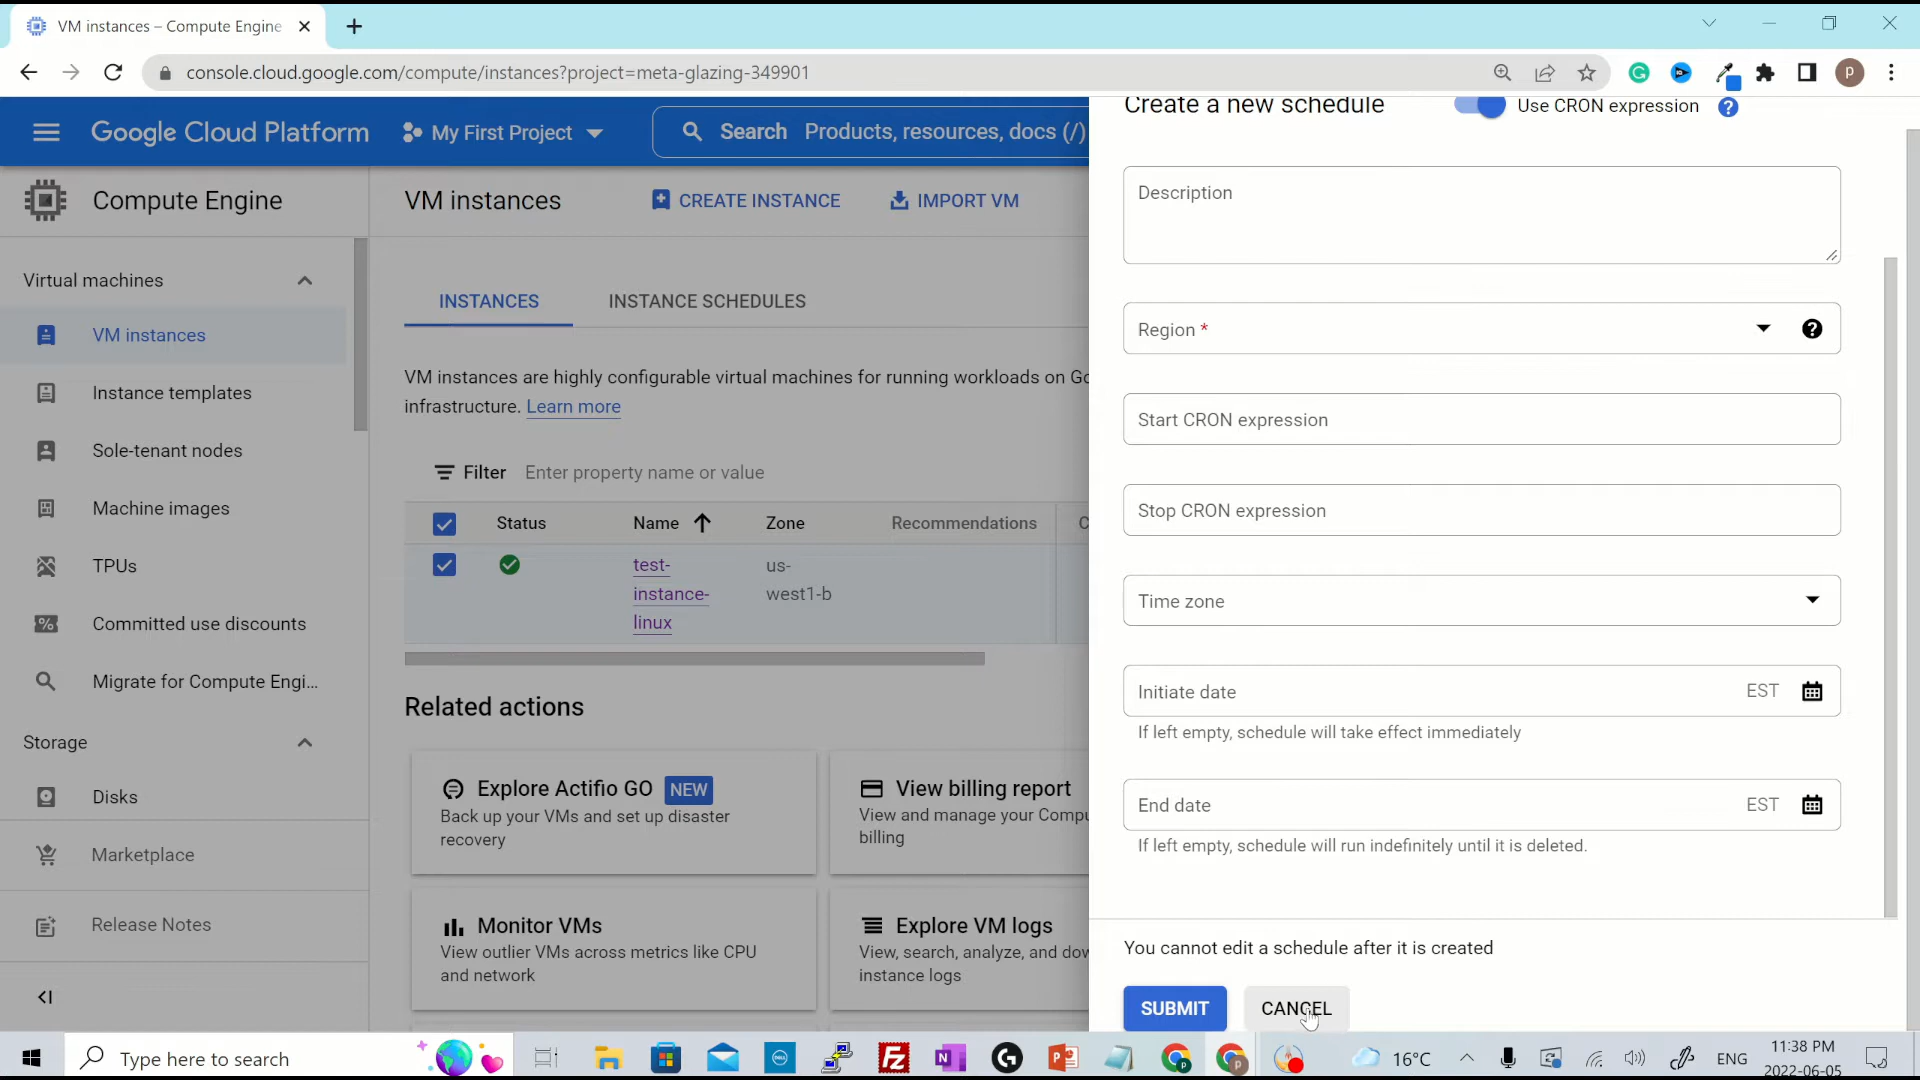 VM instances – Compute Engine
console.cloud.google.com/compute/instances?project=meta-glazing-349901
P
Google Cloud Platform
My First Project
Search Products, resources, docs (/)
Compute Engine
Virtual machines
VM instances
Instance templates
Sole-tenant nodes
Machine images
TPUs
Committed use discounts
Migrate for Compute Engi...
Storage
Disks
Marketplace
Release Notes
VM instances
CREATE INSTANCE
IMPORT VM
INSTANCES
INSTANCE SCHEDULES
VM instances are highly configurable virtual machines for running workloads on Go
infrastructure. Learn more
Filter Enter property name or value
Status Name Zone Recommendations
test-
instance-
linux
us-
west1-b
Related actions
Explore Actifio GO NEW
Back up your VMs and set up disaster
recovery
View billing report
View and manage your Compu
billing
Monitor VMs
View outlier VMs across metrics like CPU
and network
Explore VM logs
View, search, analyze, and dow
instance logs
Create a new schedule
Use CRON expression
Description
Region *
Start CRON expression
Stop CRON expression
Time zone
Initiate date EST
If left empty, schedule will take effect immediately
End date EST
If left empty, schedule will run indefinitely until it is deleted.
You cannot edit a schedule after it is created
SUBMIT
CANCEL
Type here to search
16°C
ENG
11:38 PM
2022-06-05